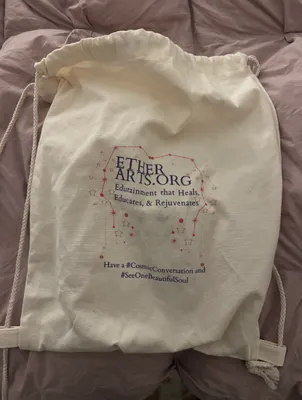 ETHER
ARTS.ORG
Edutainment that Heals,
Educates, & Rejuvenates
Have a #CosmicConversation and
#SeeOneBeautifulSoul